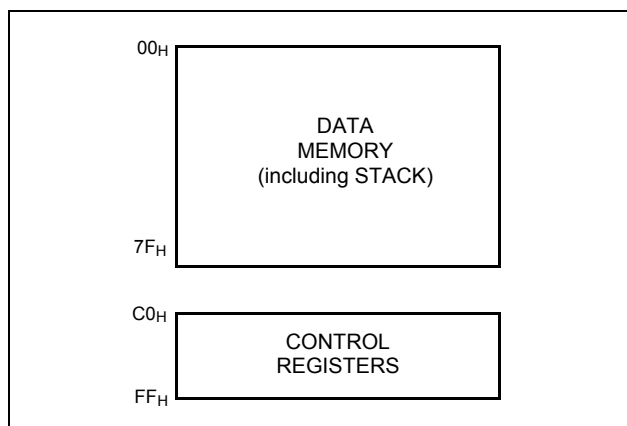 00H
DATA
MEMORY
(including STACK)
7FH
C0H
CONTROL
REGISTERS
FFH